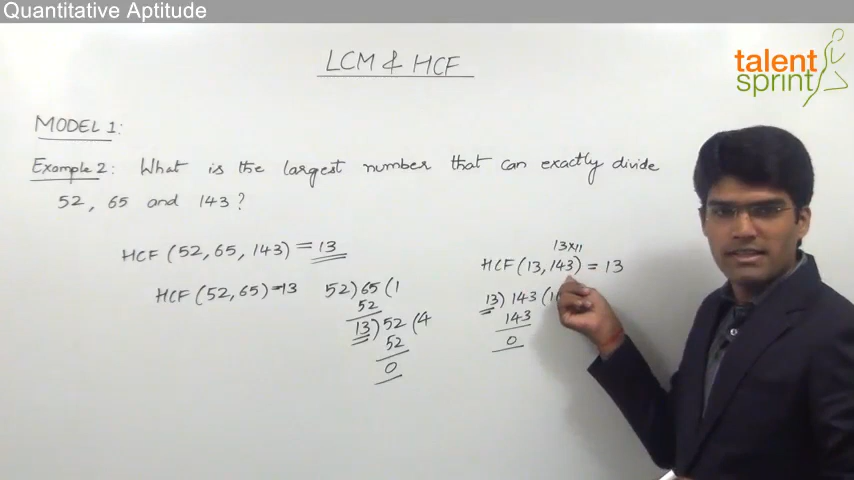 Quantitative Aptitude
talent
sprint
LCM & HCF
MODEL 1:
Example 2: What is the largest number that can exactly divide
52, 65 and 143?
HCF (52, 65, 143) = 13
HCF (52, 65) = 13
52) 65 (1
52
13) 52 (4
52
0
13x11
HCF (13, 143) = 13
13) 143 (1
143
0